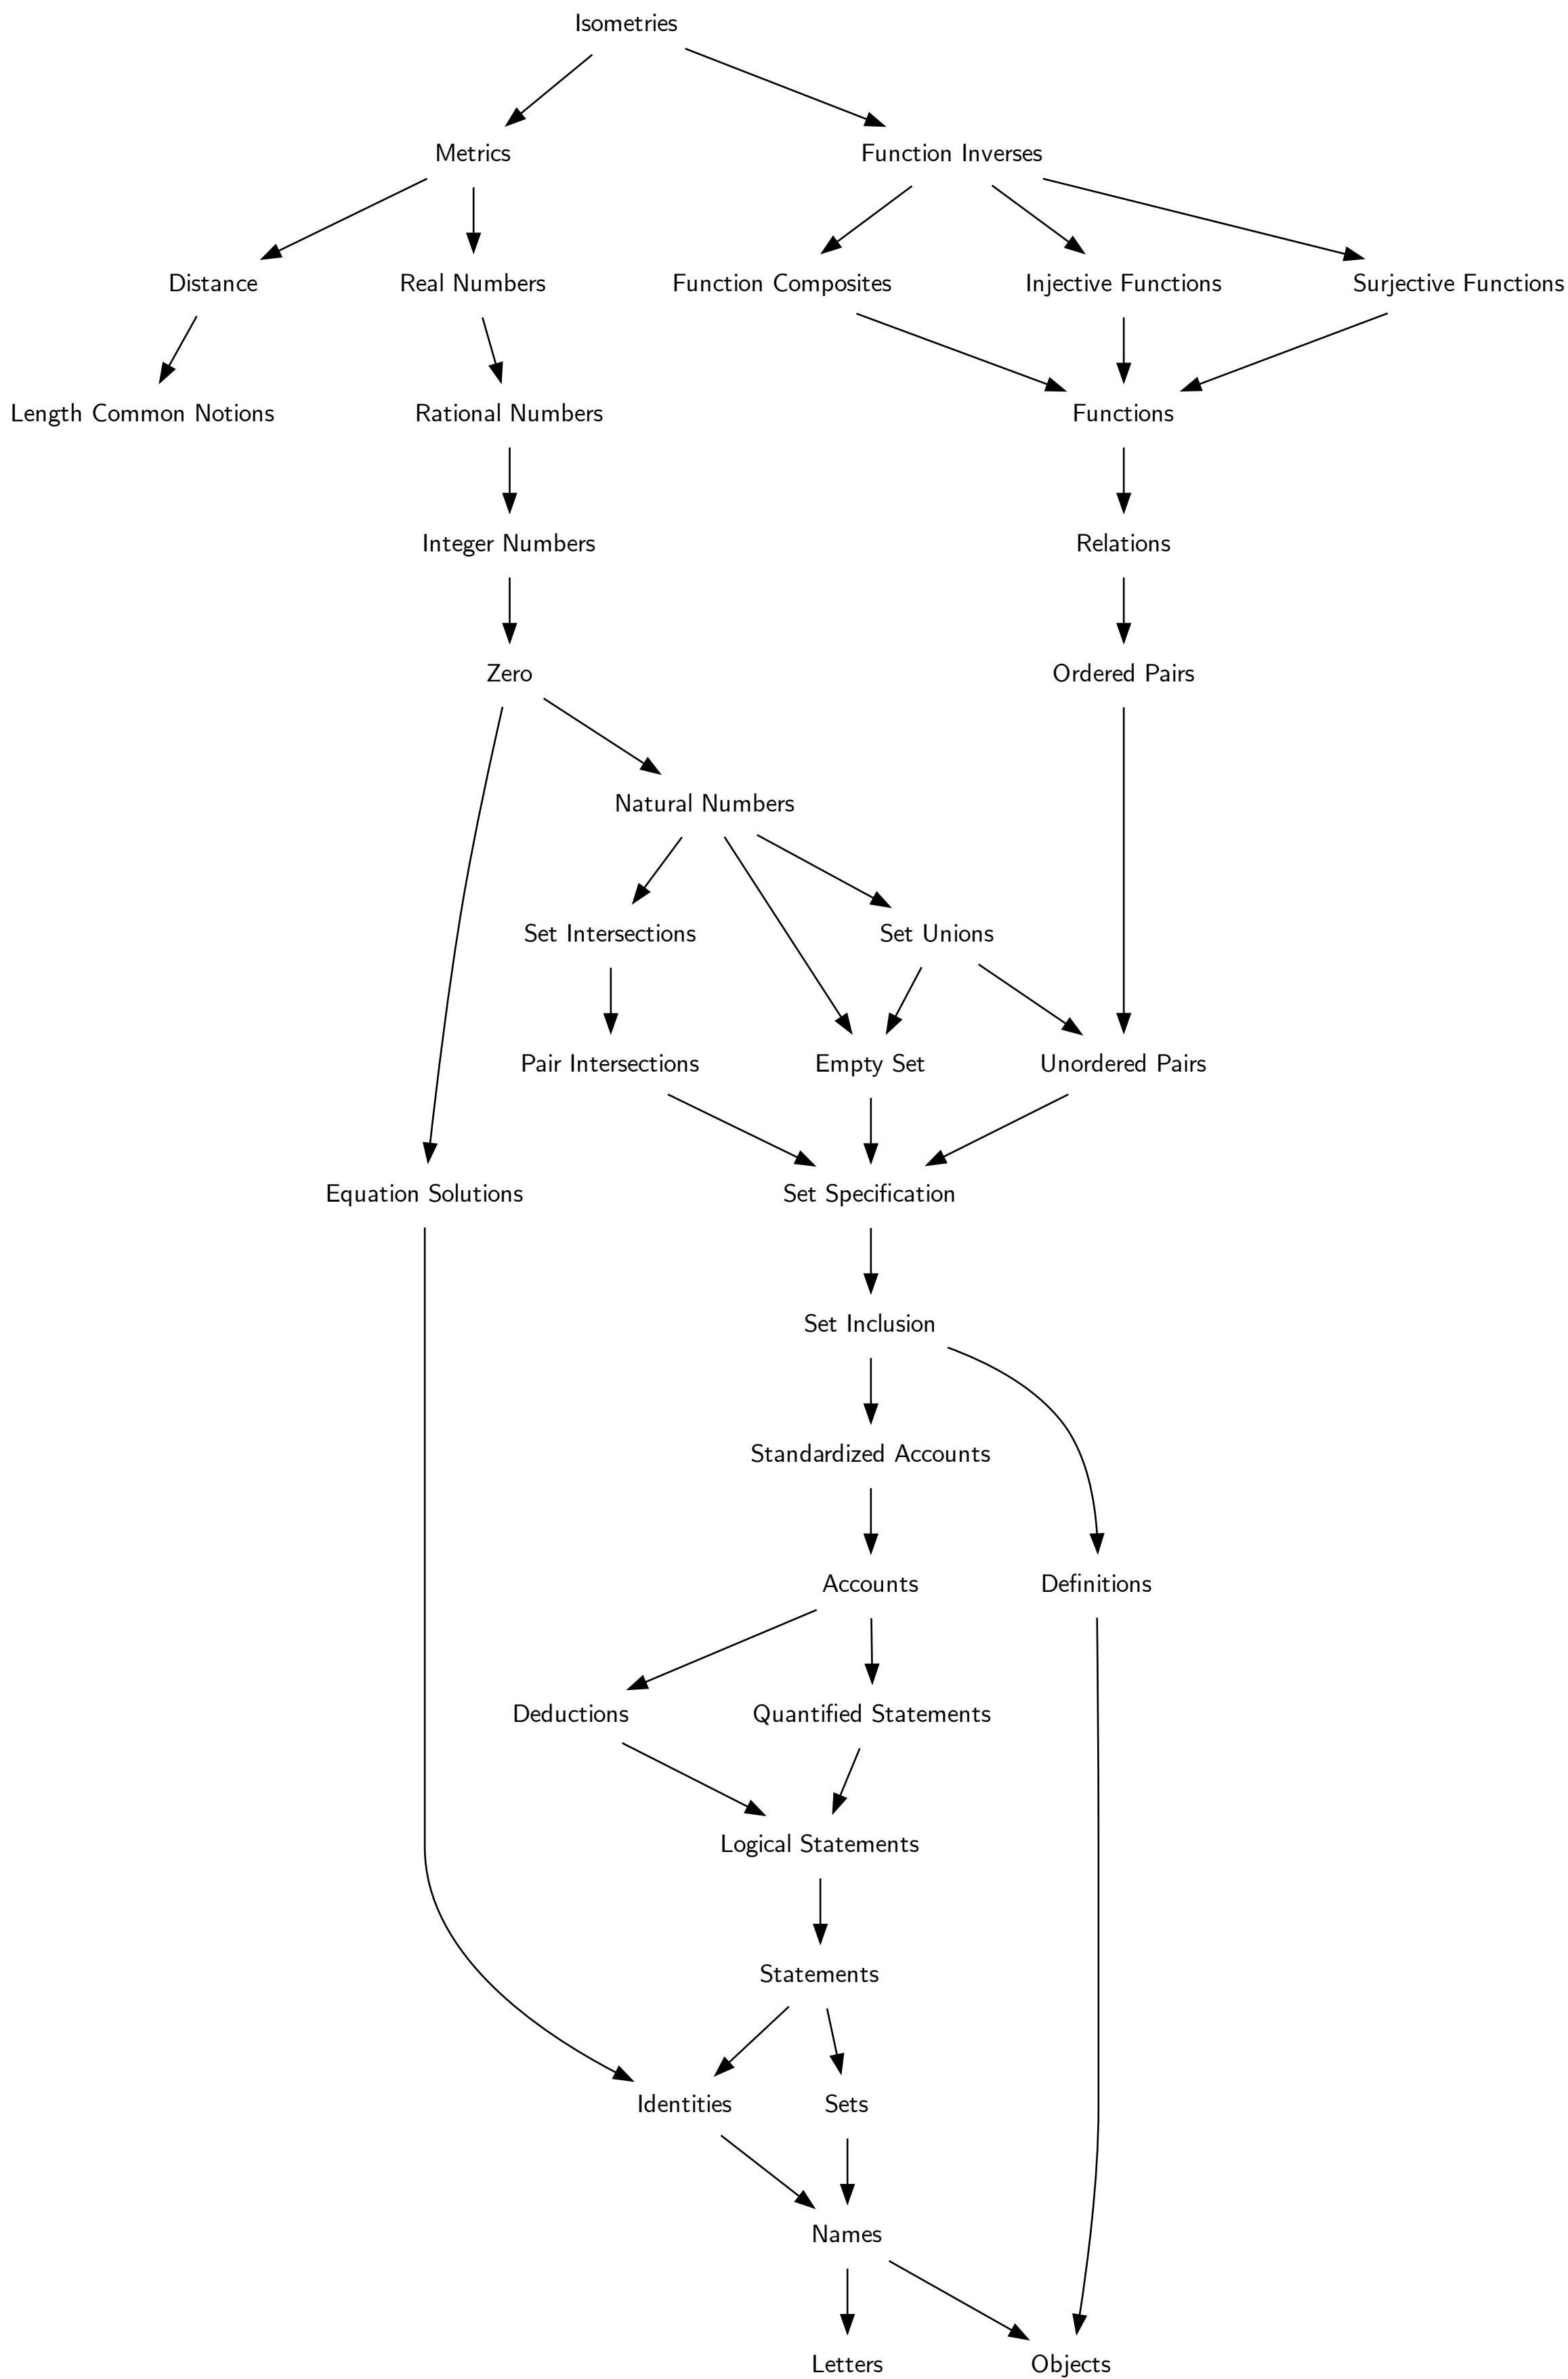 Isometries
Metrics
Function Inverses
Distance
Real Numbers
Function Composites
Injective Functions
Surjective Functions
Length Common Notions
Rational Numbers
Functions
Integer Numbers
Relations
Zero
Ordered Pairs
Natural Numbers
Set Intersections
Set Unions
Pair Intersections
Empty Set
Unordered Pairs
Equation Solutions
Set Specification
Set Inclusion
Standardized Accounts
Accounts
Definitions
Deductions
Quantified Statements
Logical Statements
Statements
Identities
Sets
Names
Letters
Objects